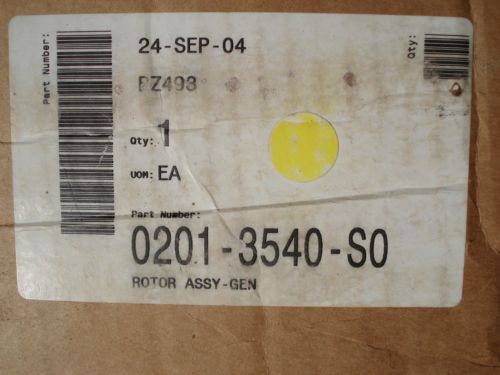 Part Number:
24-SEP-04
Qty:
BZ493
Qty: 1
UOM: EA
Part Number:
0201-3540-S0
ROTOR ASSY-GEN